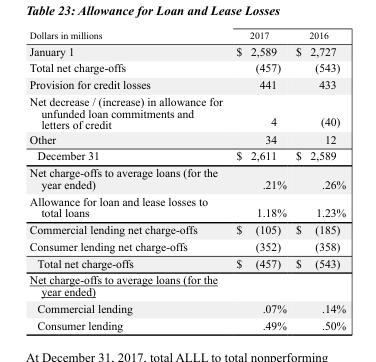 Table 23: Allowance for Loan and Lease Losses
Dollars in millions 2017 2016
January 1 $ 2,589 $ 2,727
Total net charge-offs (457) (543)
Provision for credit losses 441 433
Net decrease / (increase) in allowance for
unfunded loan commitments and
letters of credit 4 (40)
Other 34 12
December 31 $ 2,611 $ 2,589
Net charge-offs to average loans (for the
year ended) .21% .26%
Allowance for loan and lease losses to
total loans 1.18% 1.23%
Commercial lending net charge-offs $ (105) $ (185)
Consumer lending net charge-offs (352) (358)
Total net charge-offs $ (457) $ (543)
Net charge-offs to average loans (for the
year ended)
Commercial lending .07% .14%
Consumer lending .49% .50%
At December 31, 2017, total ALLL to total nonperforming